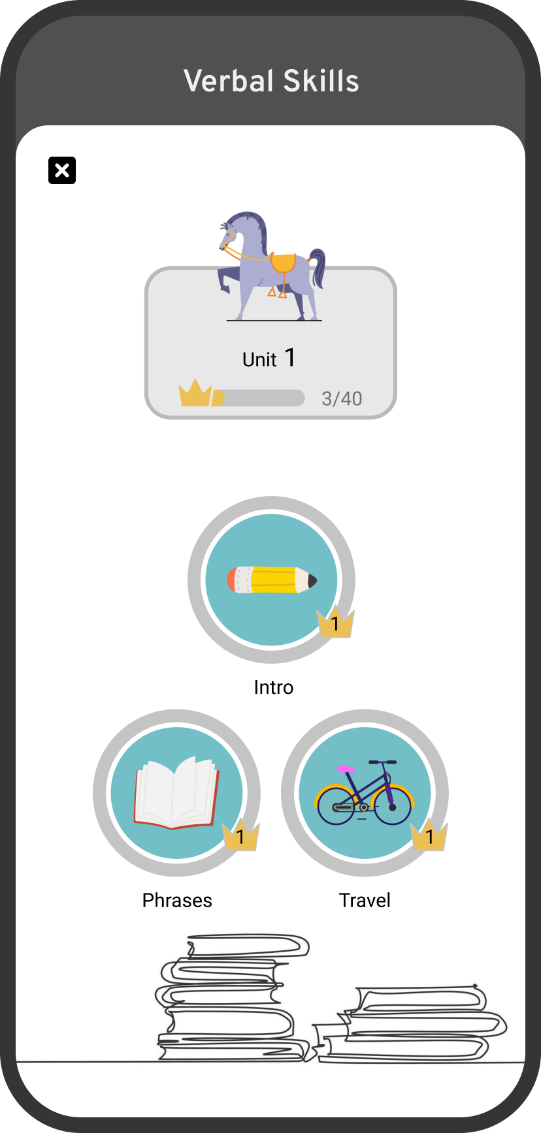 Verbal Skills
Unit 1
3/40
1
Intro
1
1
Phrases
Travel